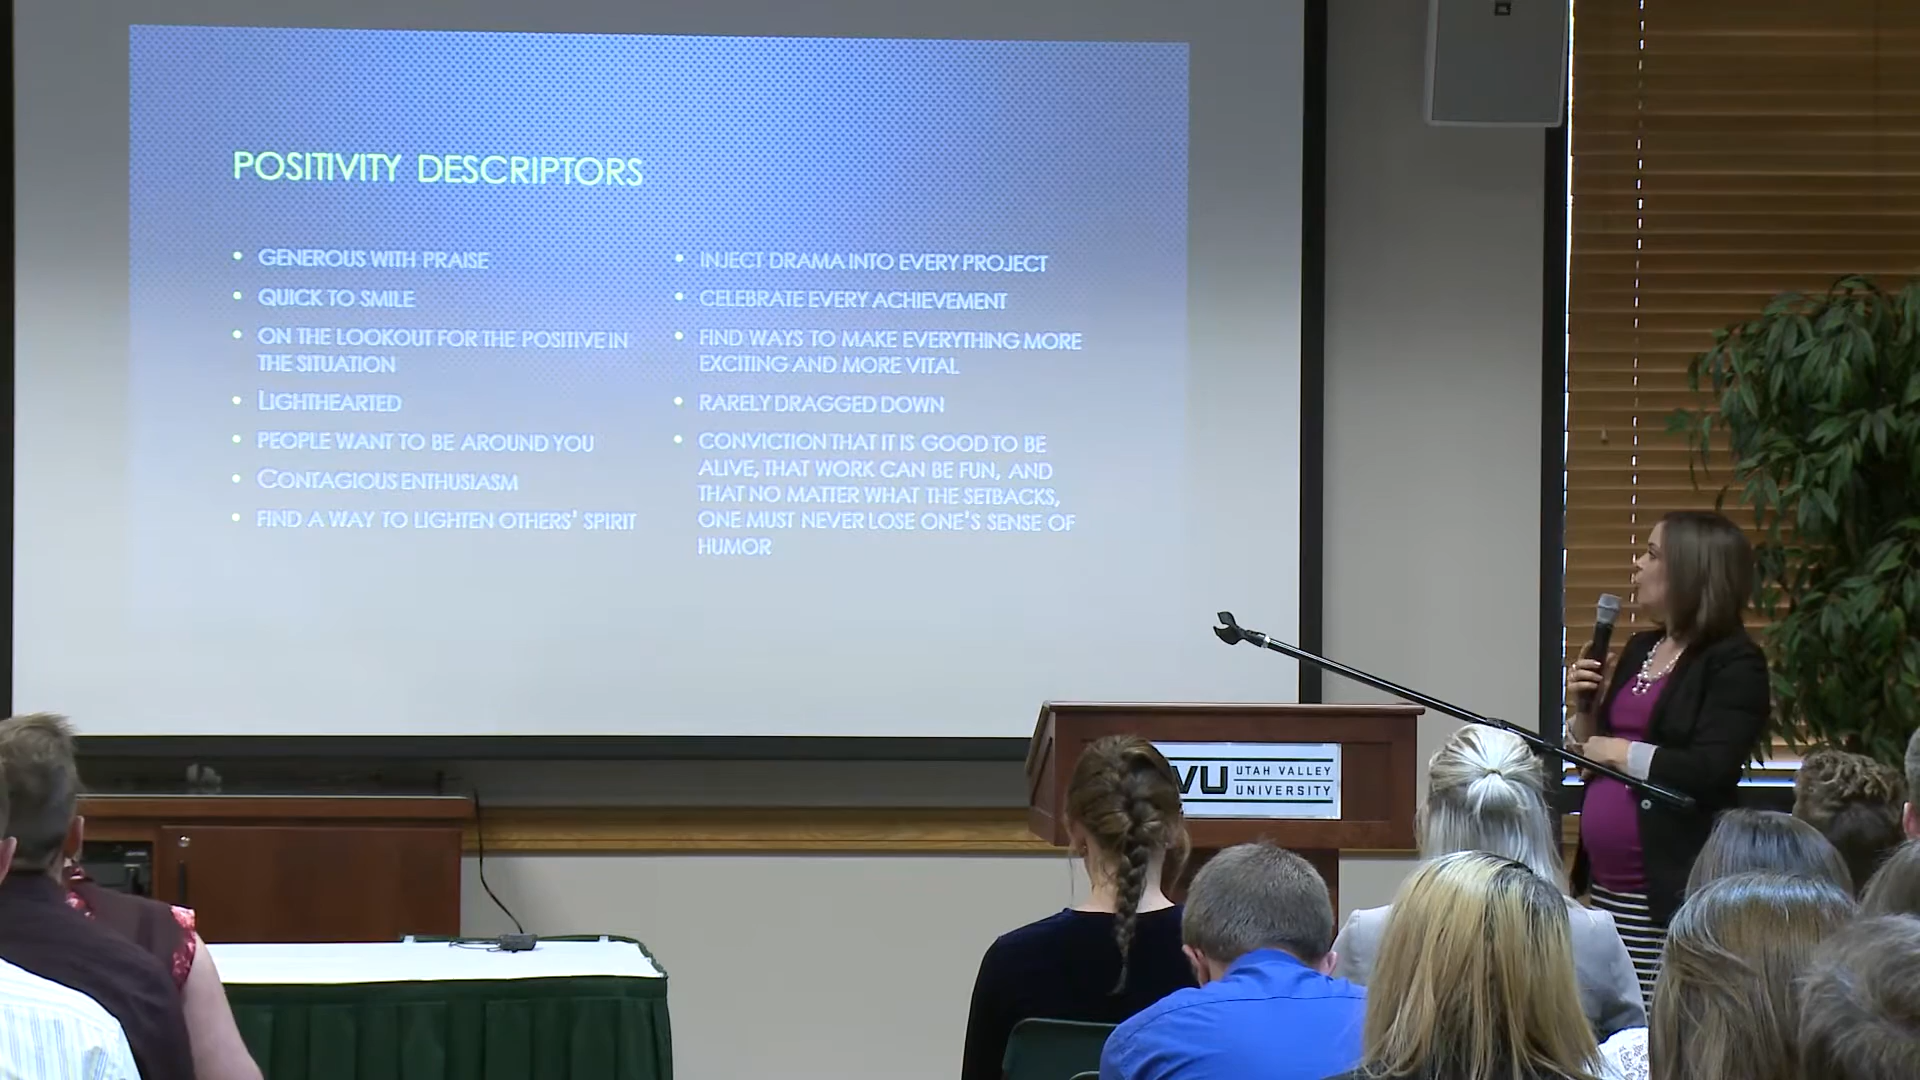 POSITIVITY DESCRIPTORS
• GENEROUS WITH PRAISE
• QUICK TO SMILE
• ON THE LOOKOUT FOR THE POSITIVE IN
THE SITUATION
• LIGHTHEARTED
• PEOPLE WANT TO BE AROUND YOU
• CONTAGIOUS ENTHUSIASM
• FIND A WAY TO LIGHTEN OTHERS' SPIRIT
• INJECT DRAMA INTO EVERY PROJECT
• CELEBRATE EVERY ACHIEVEMENT
• FIND WAYS TO MAKE EVERYTHING MORE
EXCITING AND MORE VITAL
• RARELY DRAGGED DOWN
• CONVICTION THAT IT IS GOOD TO BE
ALIVE, THAT WORK CAN BE FUN, AND
THAT NO MATTER WHAT THE SETBACKS,
ONE MUST NEVER LOSE ONE'S SENSE OF
HUMOR
VU
UTAH VALLEY
UNIVERSITY